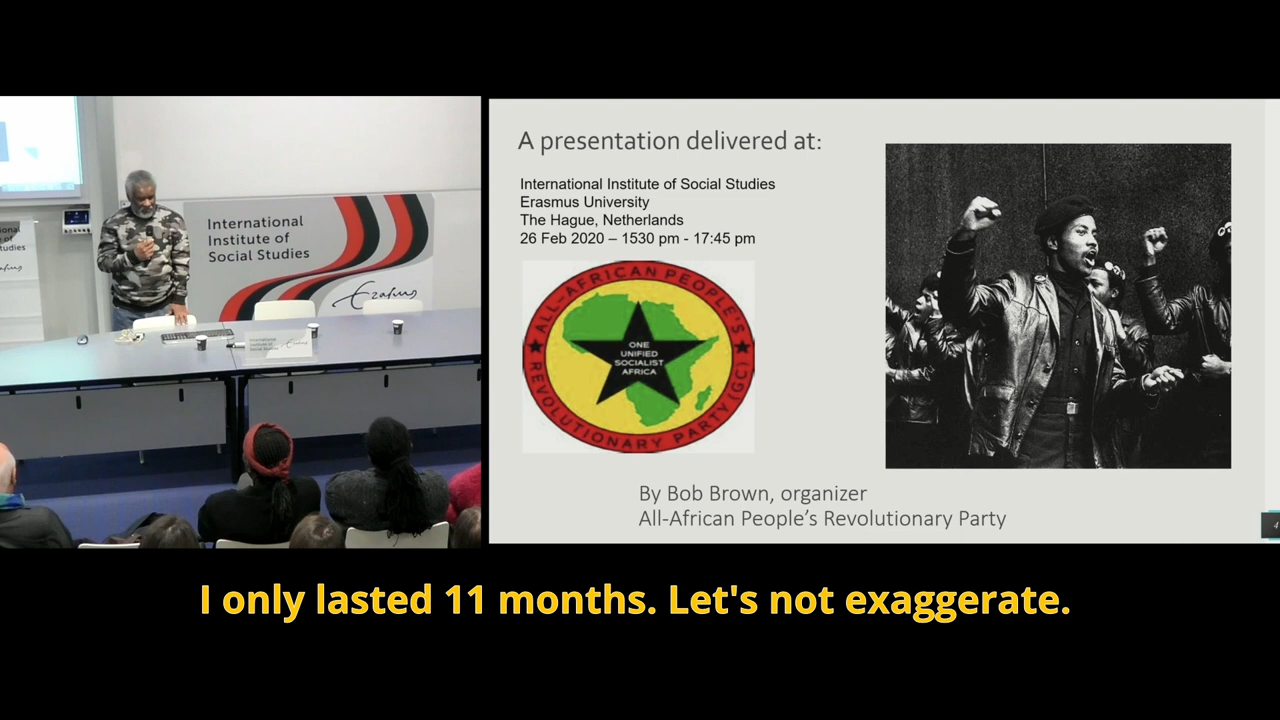 International
Institute of
Social Studies
Erasmus
A presentation delivered at:
International Institute of Social Studies
Erasmus University
The Hague, Netherlands
26 Feb 2020 – 1530 pm - 17:45 pm
ALL-AFRICAN PEOPLE'S
REVOLUTIONARY PARTY (GC)
ONE
UNIFIED
SOCIALIST
AFRICA
By Bob Brown, organizer
All-African People's Revolutionary Party
4
I only lasted 11 months. Let's not exaggerate.